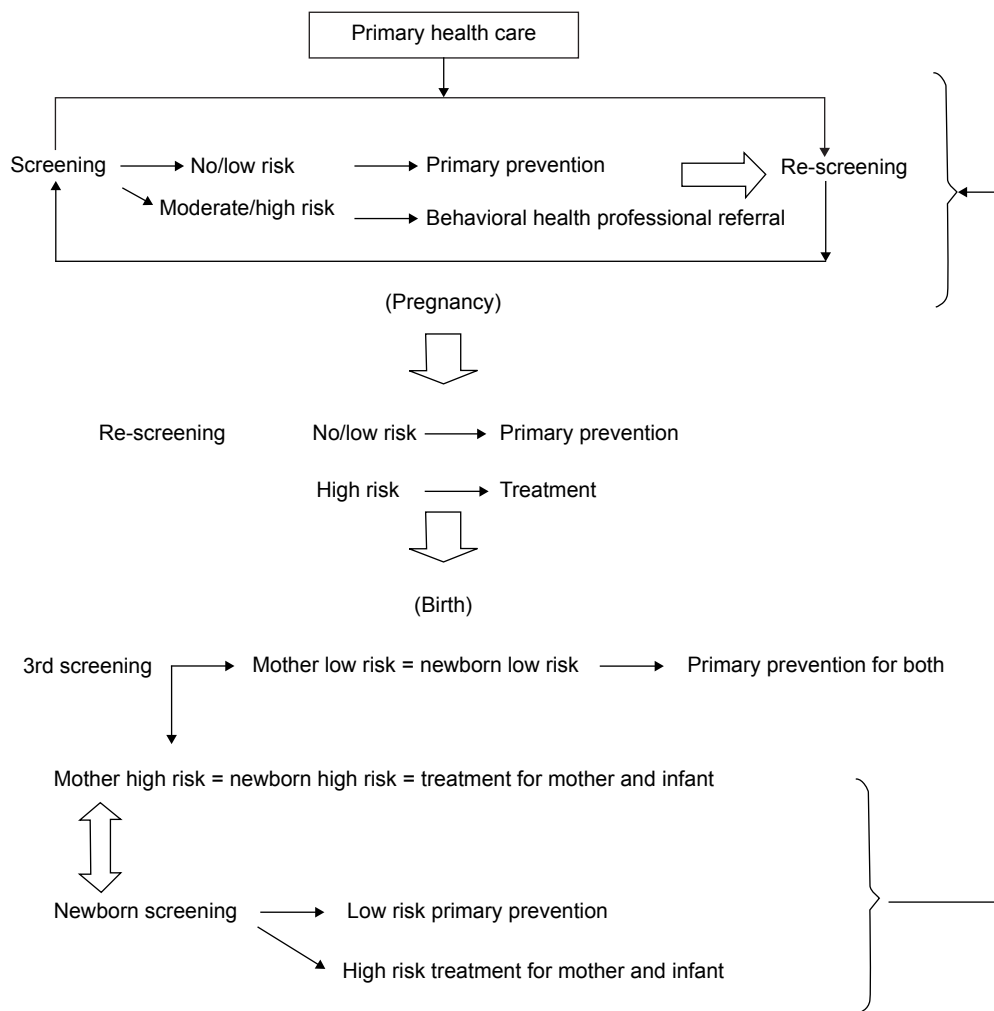 Primary health care
Screening No/low risk Primary prevention Re-screening
Moderate/high risk Behavioral health professional referral
(Pregnancy)
Re-screening No/low risk Primary prevention
High risk Treatment
(Birth)
3rd screening Mother low risk = newborn low risk Primary prevention for both
Mother high risk = newborn high risk = treatment for mother and infant
Newborn screening Low risk primary prevention
High risk treatment for mother and infant